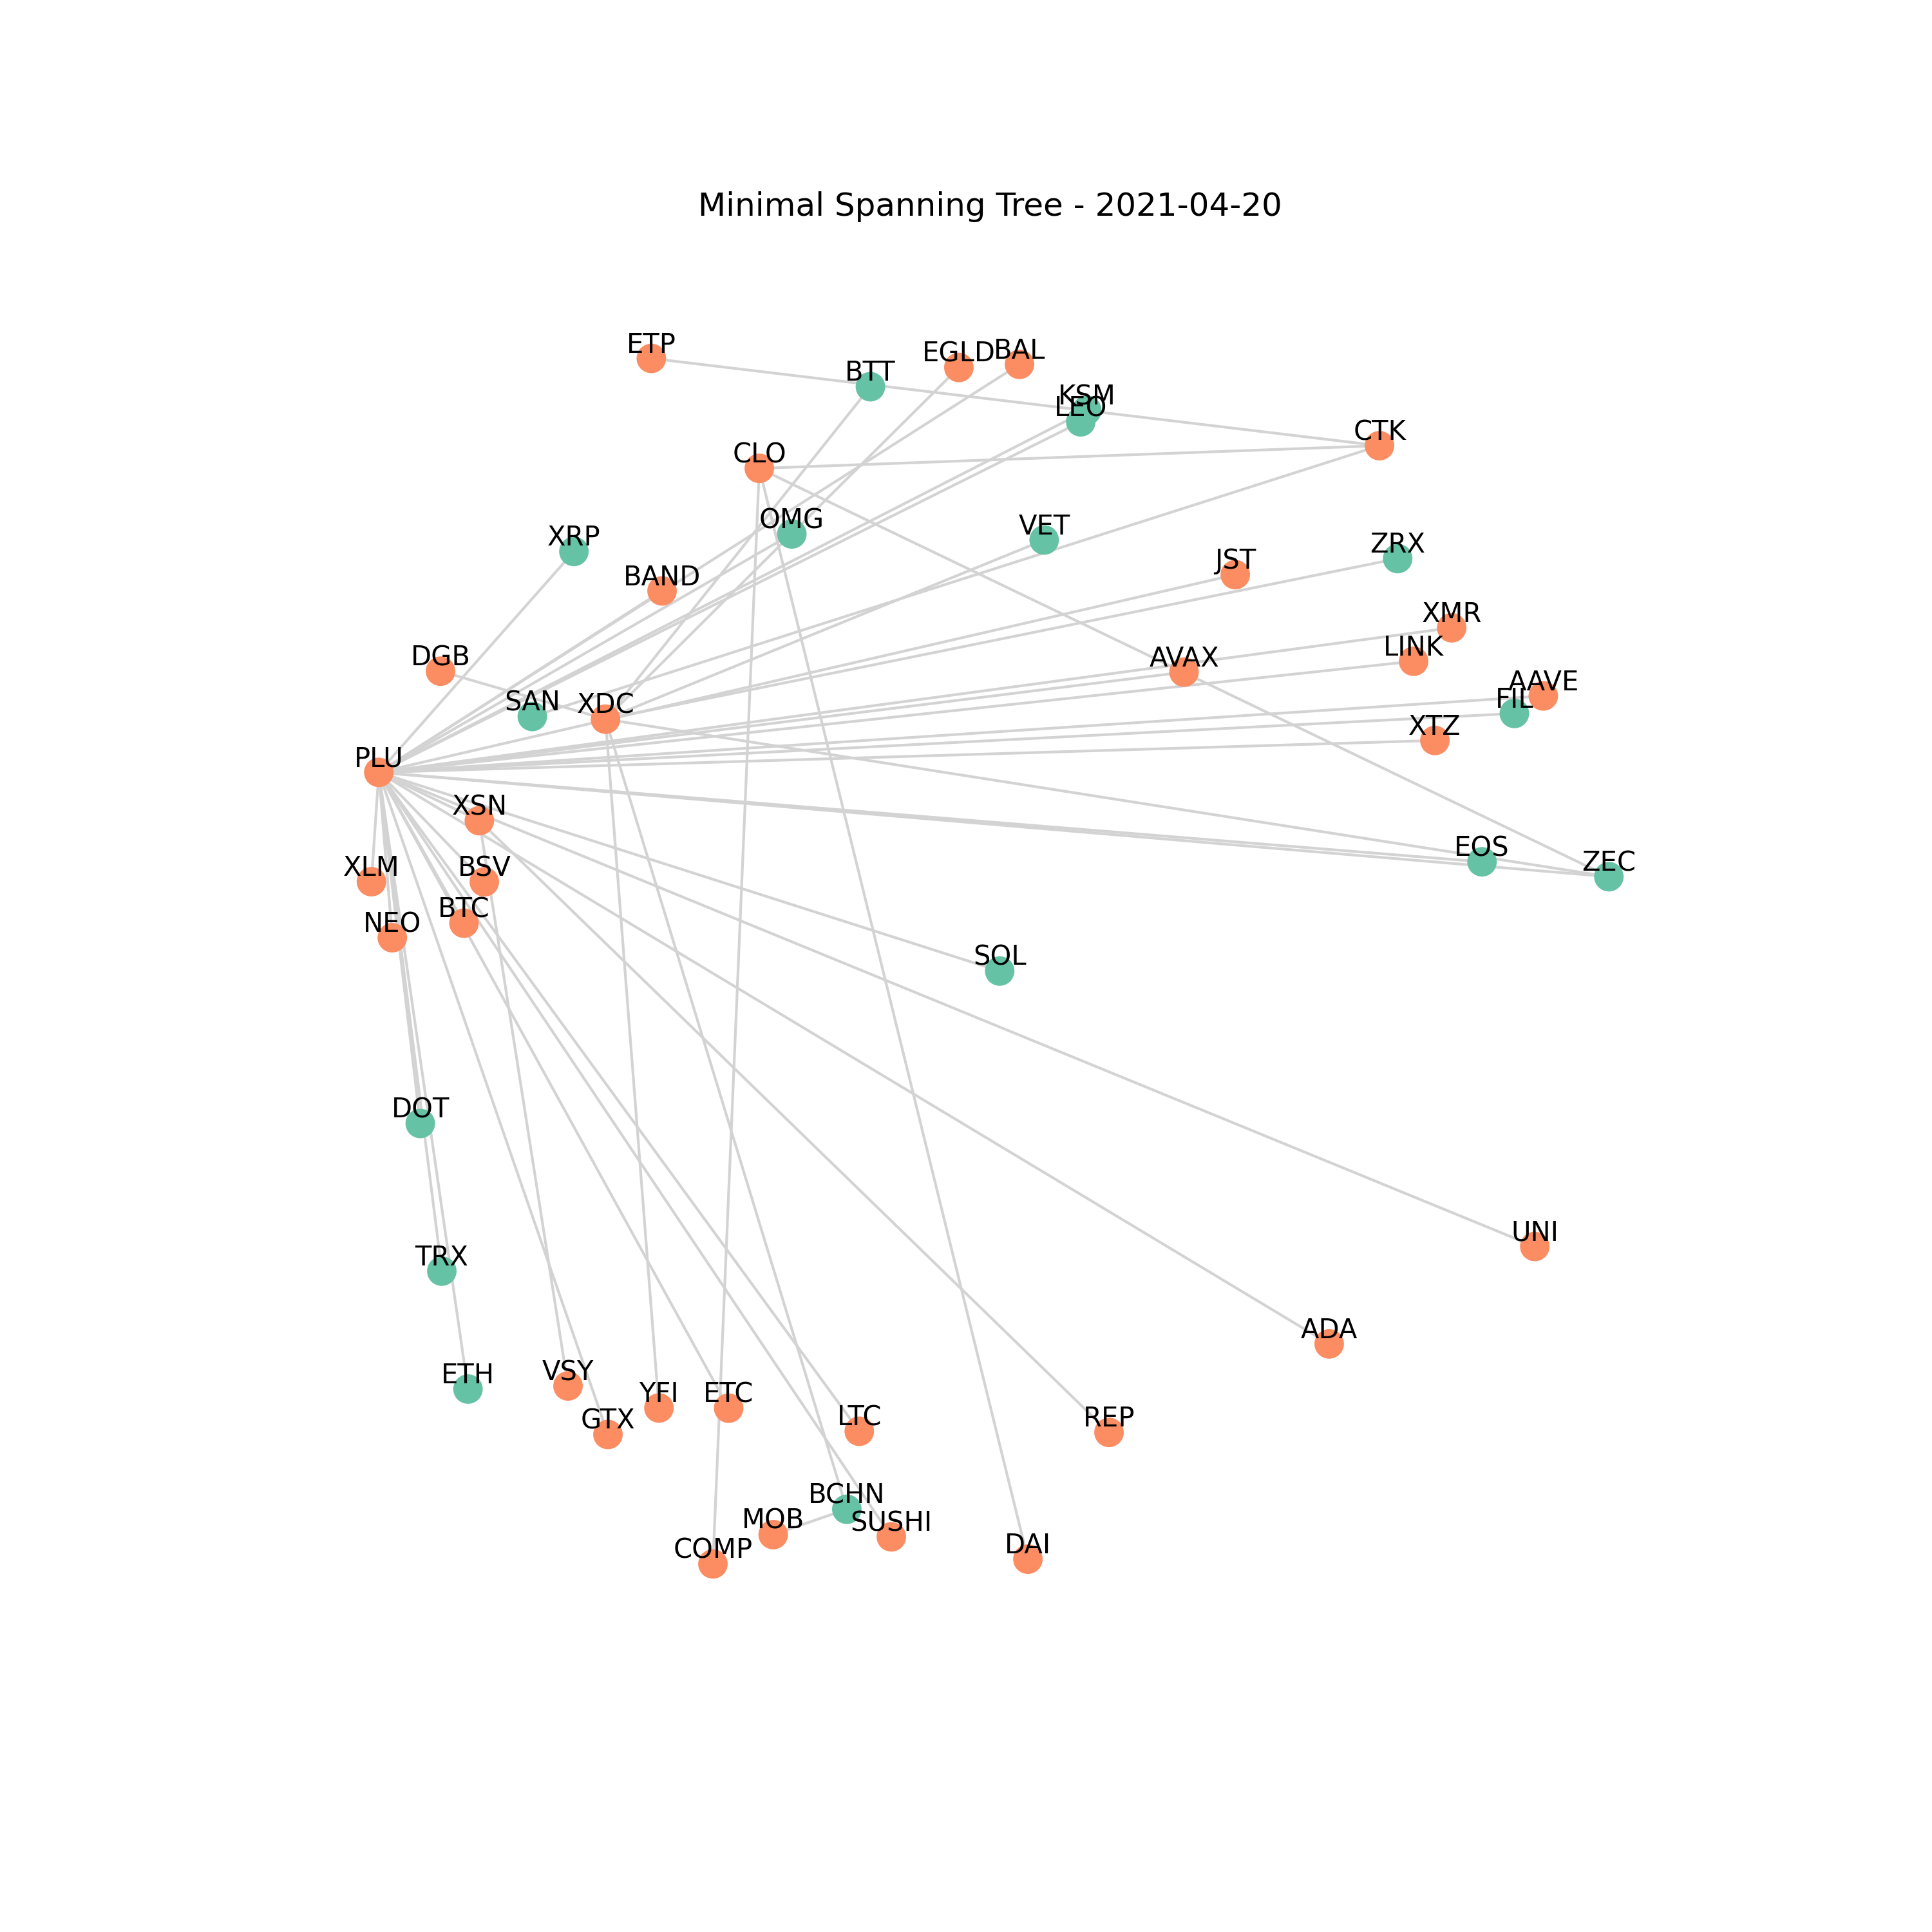 Minimal Spanning Tree - 2021-04-20
ETP
BTT
EGLD
BAL
KSM
LEO
CTK
CLO
OMG
VET
XRP
ZRX
JST
BAND
XMR
LINK
DGB
AVAX
AAVE
FIL
SAN
XDC
XTZ
PLU
XSN
EOS
ZEC
XLM
BSV
BTC
NEO
SOL
DOT
UNI
TRX
ADA
ETH
VSY
YFI
ETC
GTX
LTC
REP
BCHN
MOB
SUSHI
COMP
DAI